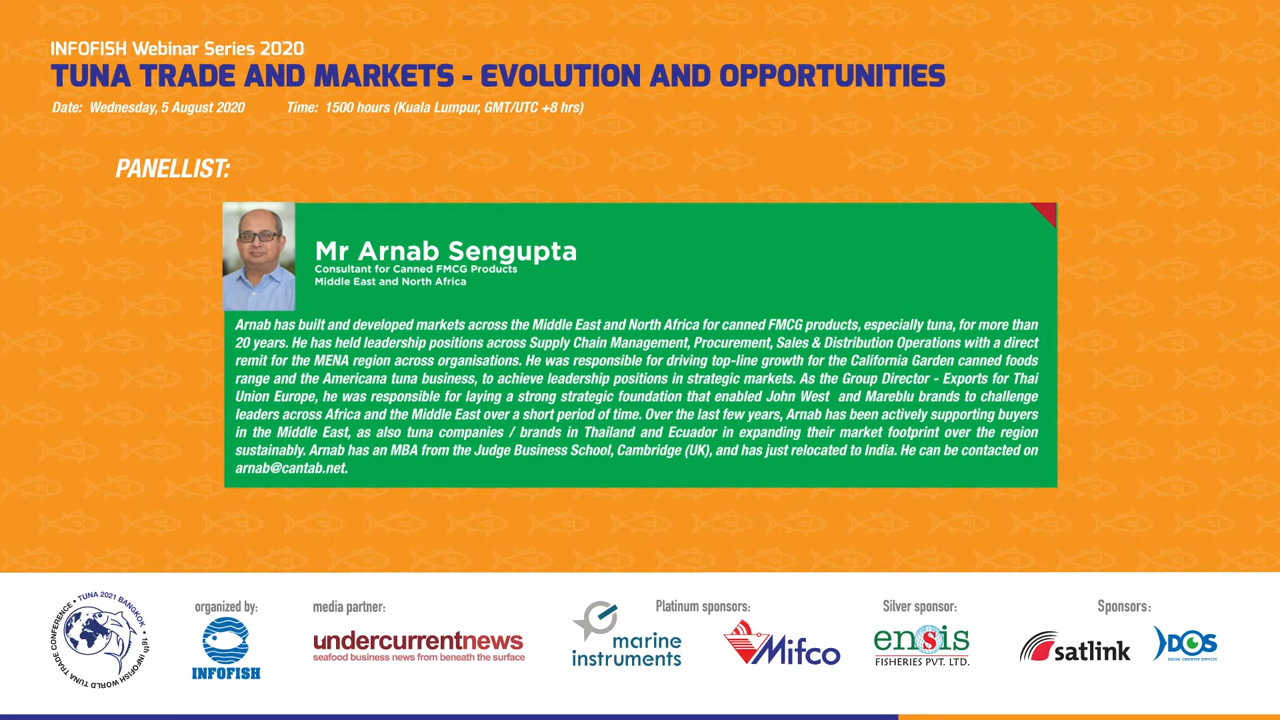 INFOFISH Webinar Series 2020
TUNA TRADE AND MARKETS - EVOLUTION AND OPPORTUNITIES
Date: Wednesday, 5 August 2020 Time: 1500 hours (Kuala Lumpur, GMT/UTC +8 hrs)
PANELLIST:
Mr Arnab Sengupta
Consultant for Canned FMCG Products
Middle East and North Africa
Arnab has built and developed markets across the Middle East and North Africa for canned FMCG products, especially tuna, for more than
20 years. He has held leadership positions across Supply Chain Management, Procurement, Sales & Distribution Operations with a direct
remit for the MENA region across organisations. He was responsible for driving top-line growth for the California Garden canned foods
range and the Americana tuna business, to achieve leadership positions in strategic markets. As the Group Director - Exports for Thai
Union Europe, he was responsible for laying a strong strategic foundation that enabled John West and Mareblu brands to challenge
leaders across Africa and the Middle East over a short period of time. Over the last few years, Arnab has been actively supporting buyers
in the Middle East, as also tuna companies / brands in Thailand and Ecuador in expanding their market footprint over the region
sustainably. Arnab has an MBA from the Judge Business School, Cambridge (UK), and has just relocated to India. He can be contacted on
arnab@cantab.net.
16th INFOFISH WORLD TUNA TRADE CONFERENCE • TUNA 2021 BANGKOK •
organized by:
INFOFISH
media partner:
undercurrentnews
seafood business news from beneath the surface
Platinum sponsors:
marine
instruments
Mifco
Silver sponsor:
ensis
FISHERIES PVT. LTD.
Sponsors:
satlink
DOS
DIGITAL OBSERVER SERVICES